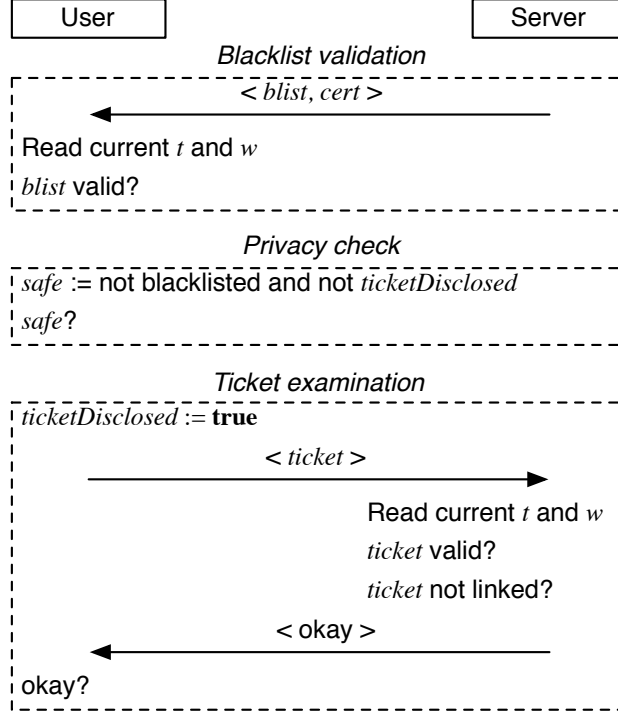 User
Server
Blacklist validation
< blist, cert >
Read current t and w
blist valid?
Privacy check
safe := not blacklisted and not ticketDisclosed
safe?
Ticket examination
ticketDisclosed := true
< ticket >
Read current t and w
ticket valid?
ticket not linked?
< okay >
okay?